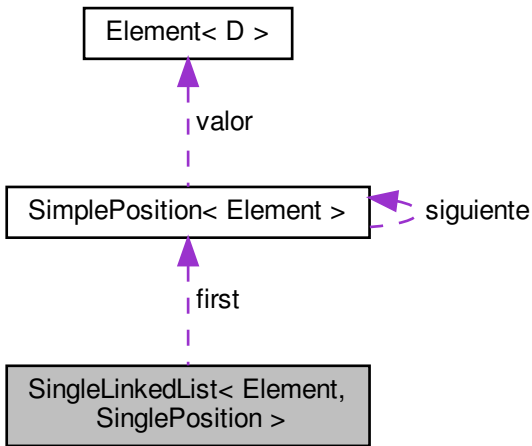 Element< D >
valor
SimplePosition< Element >
siguiente
first
SingleLinkedList< Element,
SinglePosition >